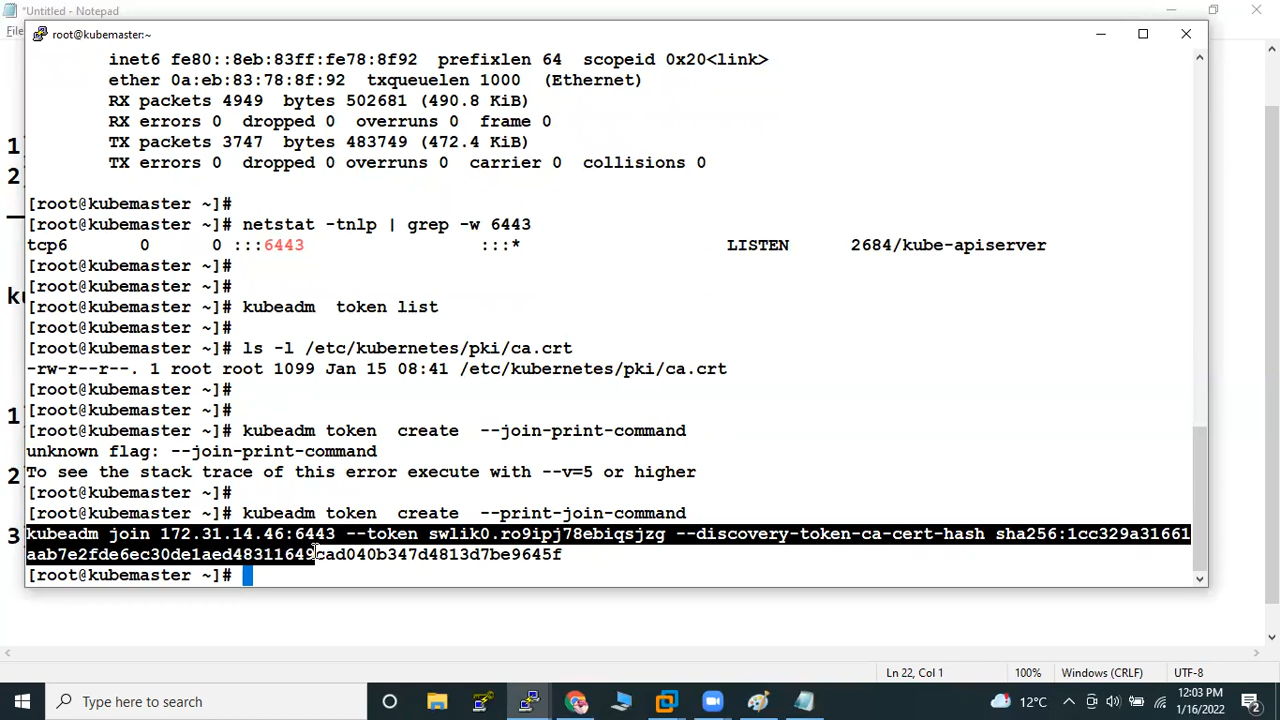 *Untitled - Notepad
File
root@kubemaster:~
inet6 fe80::8eb:83ff:fe78:8f92  prefixlen 64  scopeid 0x20<link>
ether 0a:eb:83:78:8f:92  txqueuelen 1000  (Ethernet)
RX packets 4949  bytes 502681 (490.8 KiB)
RX errors 0  dropped 0  overruns 0  frame 0
TX packets 3747  bytes 483749 (472.4 KiB)
TX errors 0  dropped 0 overruns 0  carrier 0  collisions 0
[root@kubemaster ~]#
[root@kubemaster ~]# netstat -tnlp | grep -w 6443
tcp6       0      0 :::6443                 :::*                    LISTEN      2684/kube-apiserver
[root@kubemaster ~]#
[root@kubemaster ~]#
[root@kubemaster ~]# kubeadm  token list
[root@kubemaster ~]#
[root@kubemaster ~]# ls -l /etc/kubernetes/pki/ca.crt
-rw-r--r--. 1 root root 1099 Jan 15 08:41 /etc/kubernetes/pki/ca.crt
[root@kubemaster ~]#
[root@kubemaster ~]#
[root@kubemaster ~]# kubeadm token  create  --join-print-command
unknown flag: --join-print-command
To see the stack trace of this error execute with --v=5 or higher
[root@kubemaster ~]#
[root@kubemaster ~]# kubeadm token  create  --print-join-command
kubeadm join 172.31.14.46:6443 --token swlik0.ro9ipj78ebiqsjzg --discovery-token-ca-cert-hash sha256:1cc329a31661
aab7e2fde6ec30de1aed48311649cad040b347d4813d7be9645f
[root@kubemaster ~]#
1)
2)
ku
1)
2)
3
Ln 22, Col 1
100%
Windows (CRLF)
UTF-8
Type here to search
12°C
12:03 PM
1/16/2022
2